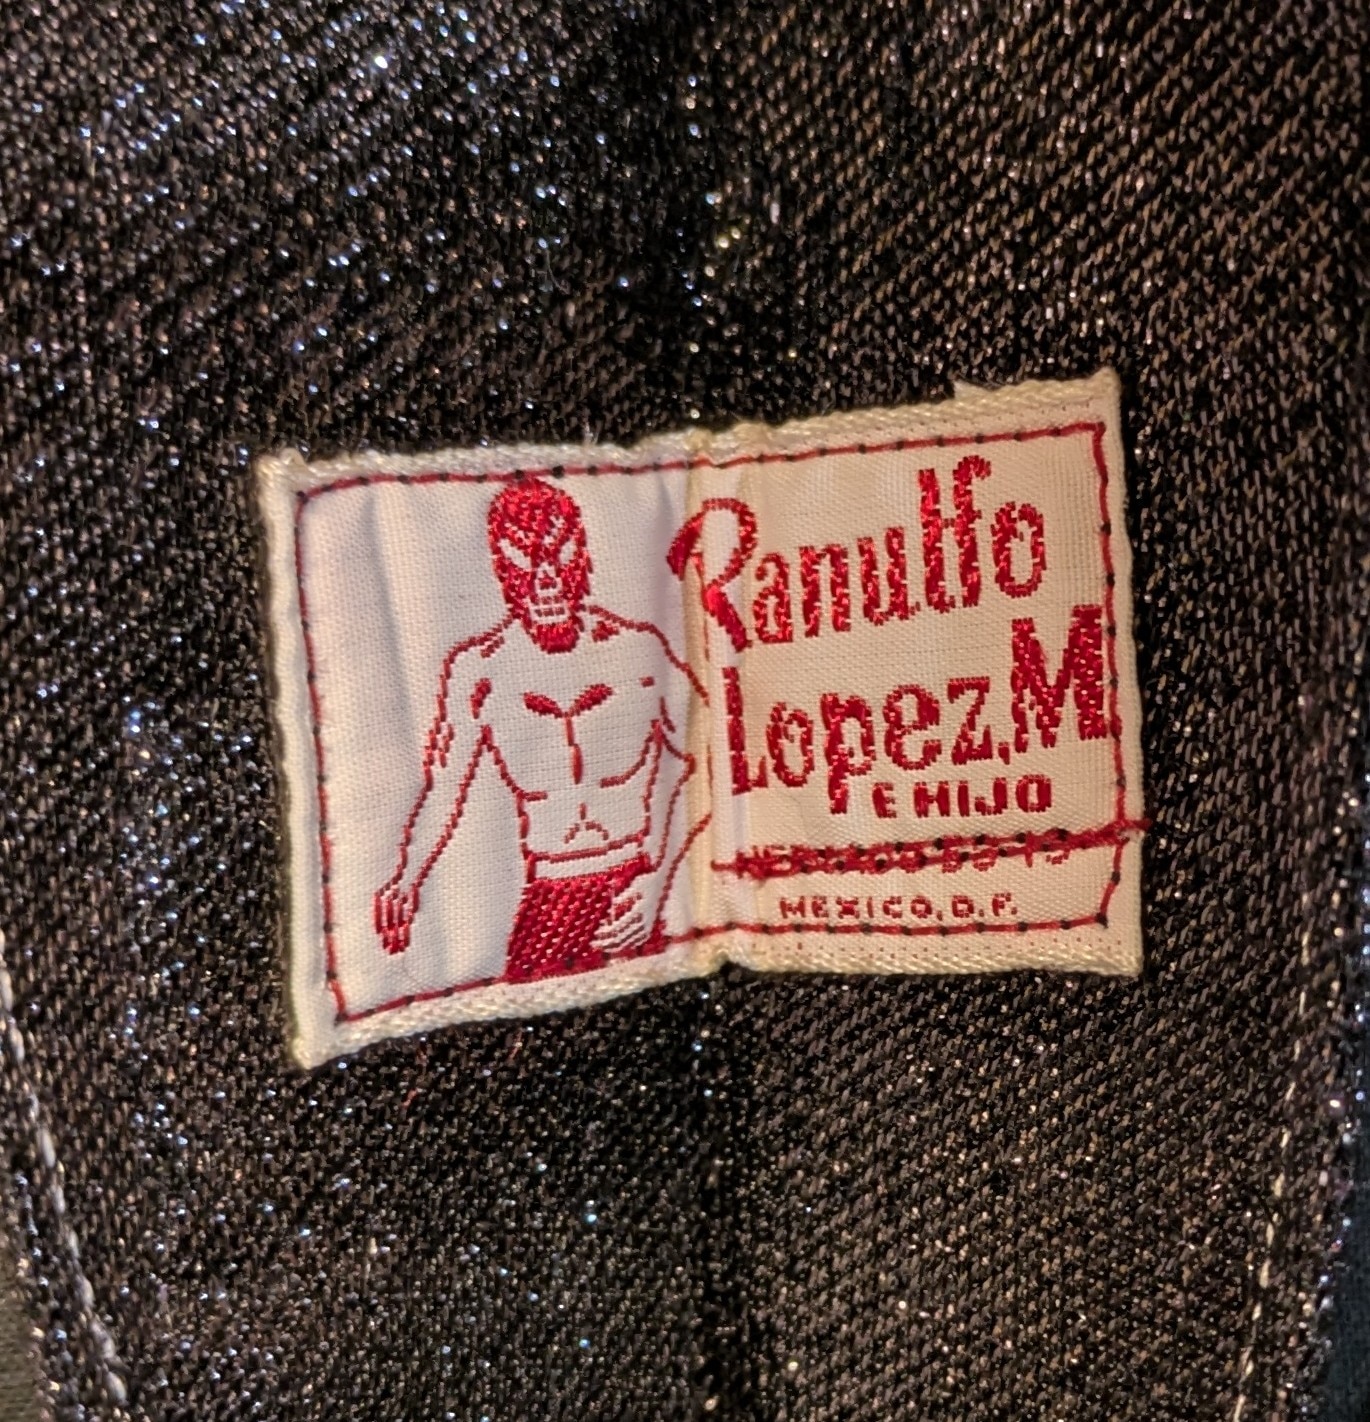 Ranulfo
Lopez,M
E HIJO
MEXICO, D.F.